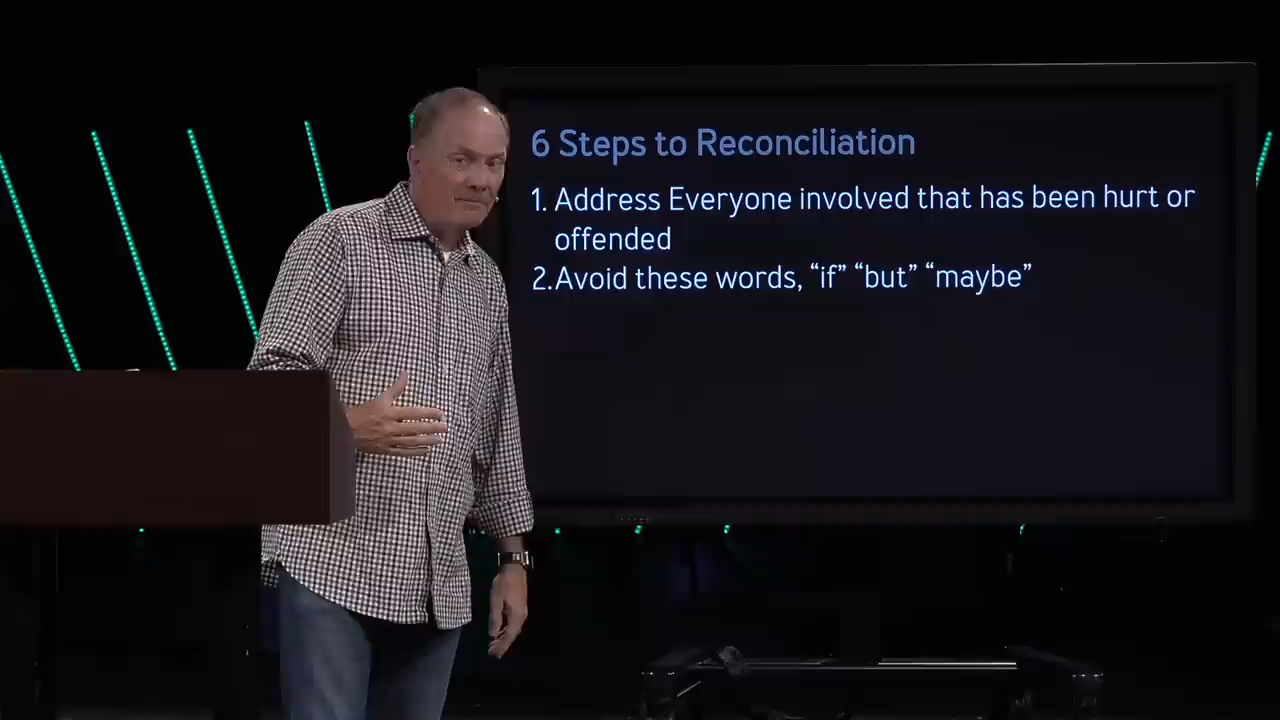 6 Steps to Reconciliation
1. Address Everyone involved that has been hurt or
offended
2.Avoid these words, “if” “but” “maybe”